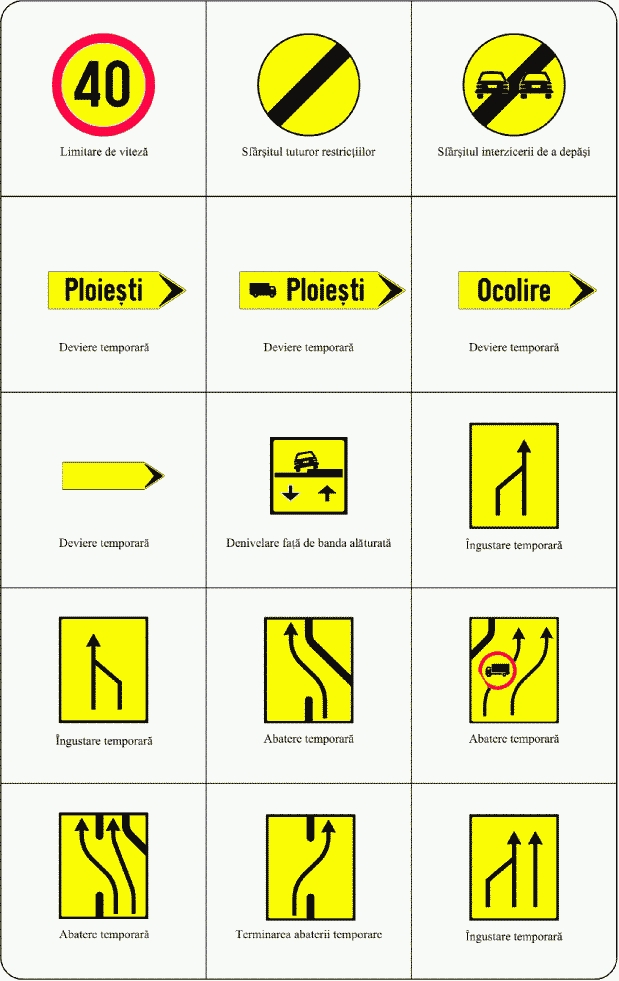 40
Limitare de viteză
Sfârșitul tuturor restricțiilor
Sfârșitul interzicerii de a depăși
Ploiești
Ploiești
Ocolire
Deviere temporară
Deviere temporară
Deviere temporară
Deviere temporară
Denivelare față de banda alăturată
Îngustare temporară
Îngustare temporară
Abatere temporară
Abatere temporară
Abatere temporară
Terminarea abaterii temporare
Îngustare temporară